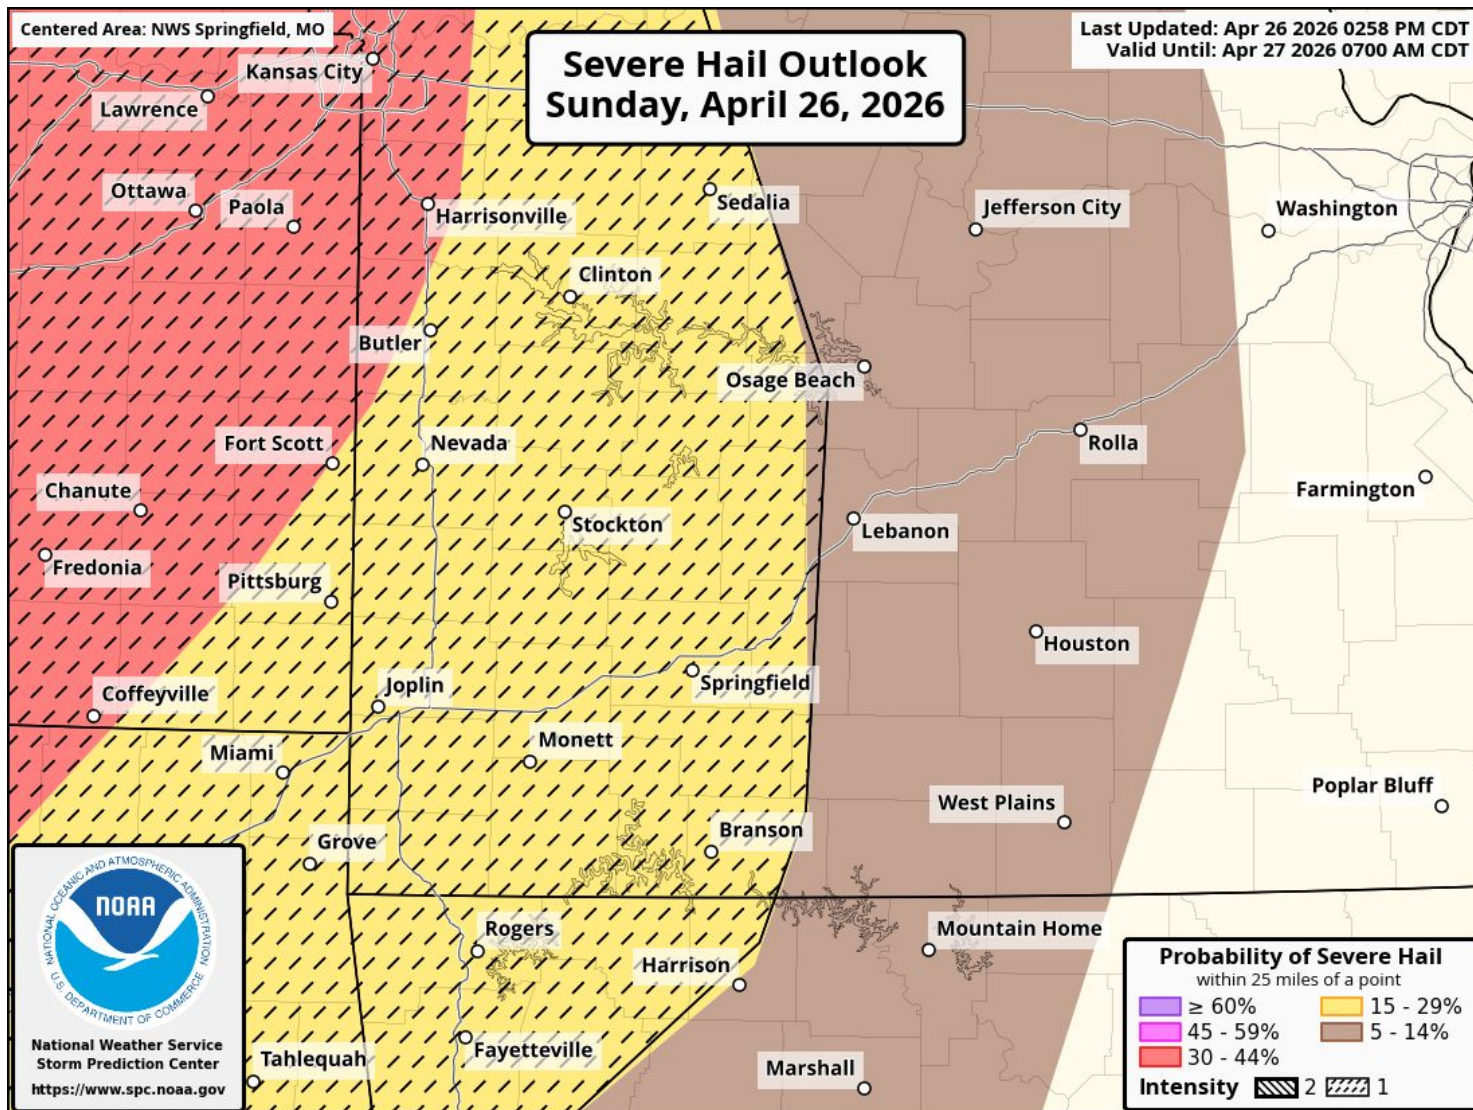 Centered Area: NWS Springfield, MO
Last Updated: Apr 26 2026 0258 PM CDT
Valid Until: Apr 27 2026 0700 AM CDT
Severe Hail Outlook
Sunday, April 26, 2026
Kansas City
Lawrence
Ottawa
Paola
Harrisonville
Sedalia
Jefferson City
Washington
Clinton
Butler
Osage Beach
Fort Scott
Nevada
Rolla
Chanute
Farmington
Stockton
Lebanon
Fredonia
Pittsburg
Houston
Coffeyville
Joplin
Springfield
Miami
Monett
Poplar Bluff
West Plains
Grove
Branson
Rogers
Mountain Home
Harrison
Fayetteville
Tahlequah
Marshall
NATIONAL OCEANIC AND ATMOSPHERIC ADMINISTRATION
NOAA
U.S. DEPARTMENT OF COMMERCE
National Weather Service
Storm Prediction Center
https://www.spc.noaa.gov
Probability of Severe Hail
within 25 miles of a point
≥ 60% 15 - 29%
45 - 59% 5 - 14%
30 - 44%
Intensity 2 1